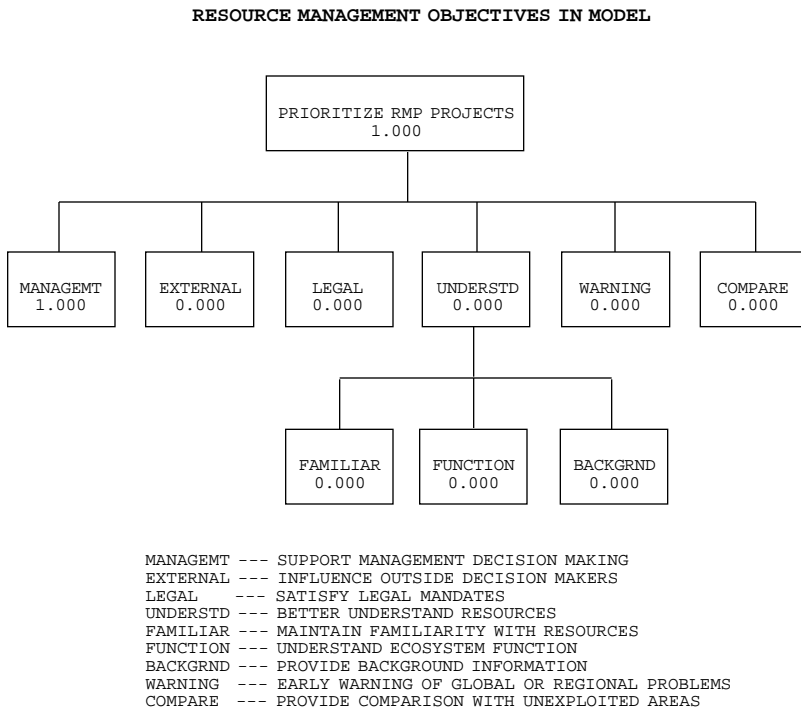 RESOURCE MANAGEMENT OBJECTIVES IN MODEL
PRIORITIZE RMP PROJECTS
1.000
MANAGEMT
1.000
EXTERNAL
0.000
LEGAL
0.000
UNDERSTD
0.000
WARNING
0.000
COMPARE
0.000
FAMILIAR
0.000
FUNCTION
0.000
BACKGRND
0.000
MANAGEMT --- SUPPORT MANAGEMENT DECISION MAKING
EXTERNAL --- INFLUENCE OUTSIDE DECISION MAKERS
LEGAL --- SATISFY LEGAL MANDATES
UNDERSTD --- BETTER UNDERSTAND RESOURCES
FAMILIAR --- MAINTAIN FAMILIARITY WITH RESOURCES
FUNCTION --- UNDERSTAND ECOSYSTEM FUNCTION
BACKGRND --- PROVIDE BACKGROUND INFORMATION
WARNING --- EARLY WARNING OF GLOBAL OR REGIONAL PROBLEMS
COMPARE --- PROVIDE COMPARISON WITH UNEXPLOITED AREAS